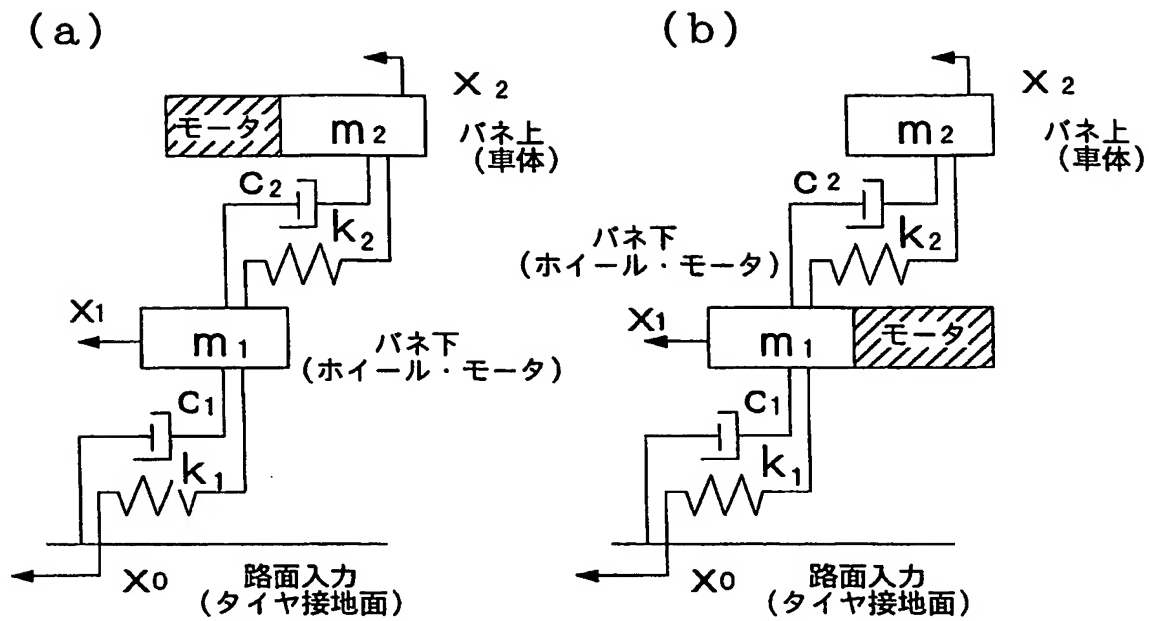 (a)
X2
モータ
m2
バネ上
(車体)
C2
k2
X1
m1
バネ下
(ホイール・モータ)
C1
k1
X0
路面入力
(タイヤ接地面)
(b)
X2
m2
バネ上
(車体)
C2
k2
バネ下
(ホイール・モータ)
X1
m1
モータ
C1
k1
X0
路面入力
(タイヤ接地面)